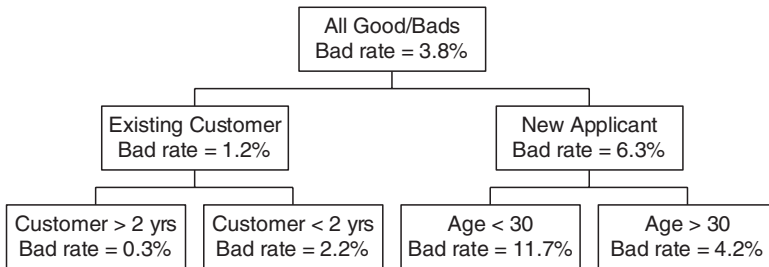 All Good/Bads
Bad rate = 3.8%
Existing Customer
Bad rate = 1.2%
New Applicant
Bad rate = 6.3%
Customer > 2 yrs
Bad rate = 0.3%
Customer < 2 yrs
Bad rate = 2.2%
Age < 30
Bad rate = 11.7%
Age > 30
Bad rate = 4.2%